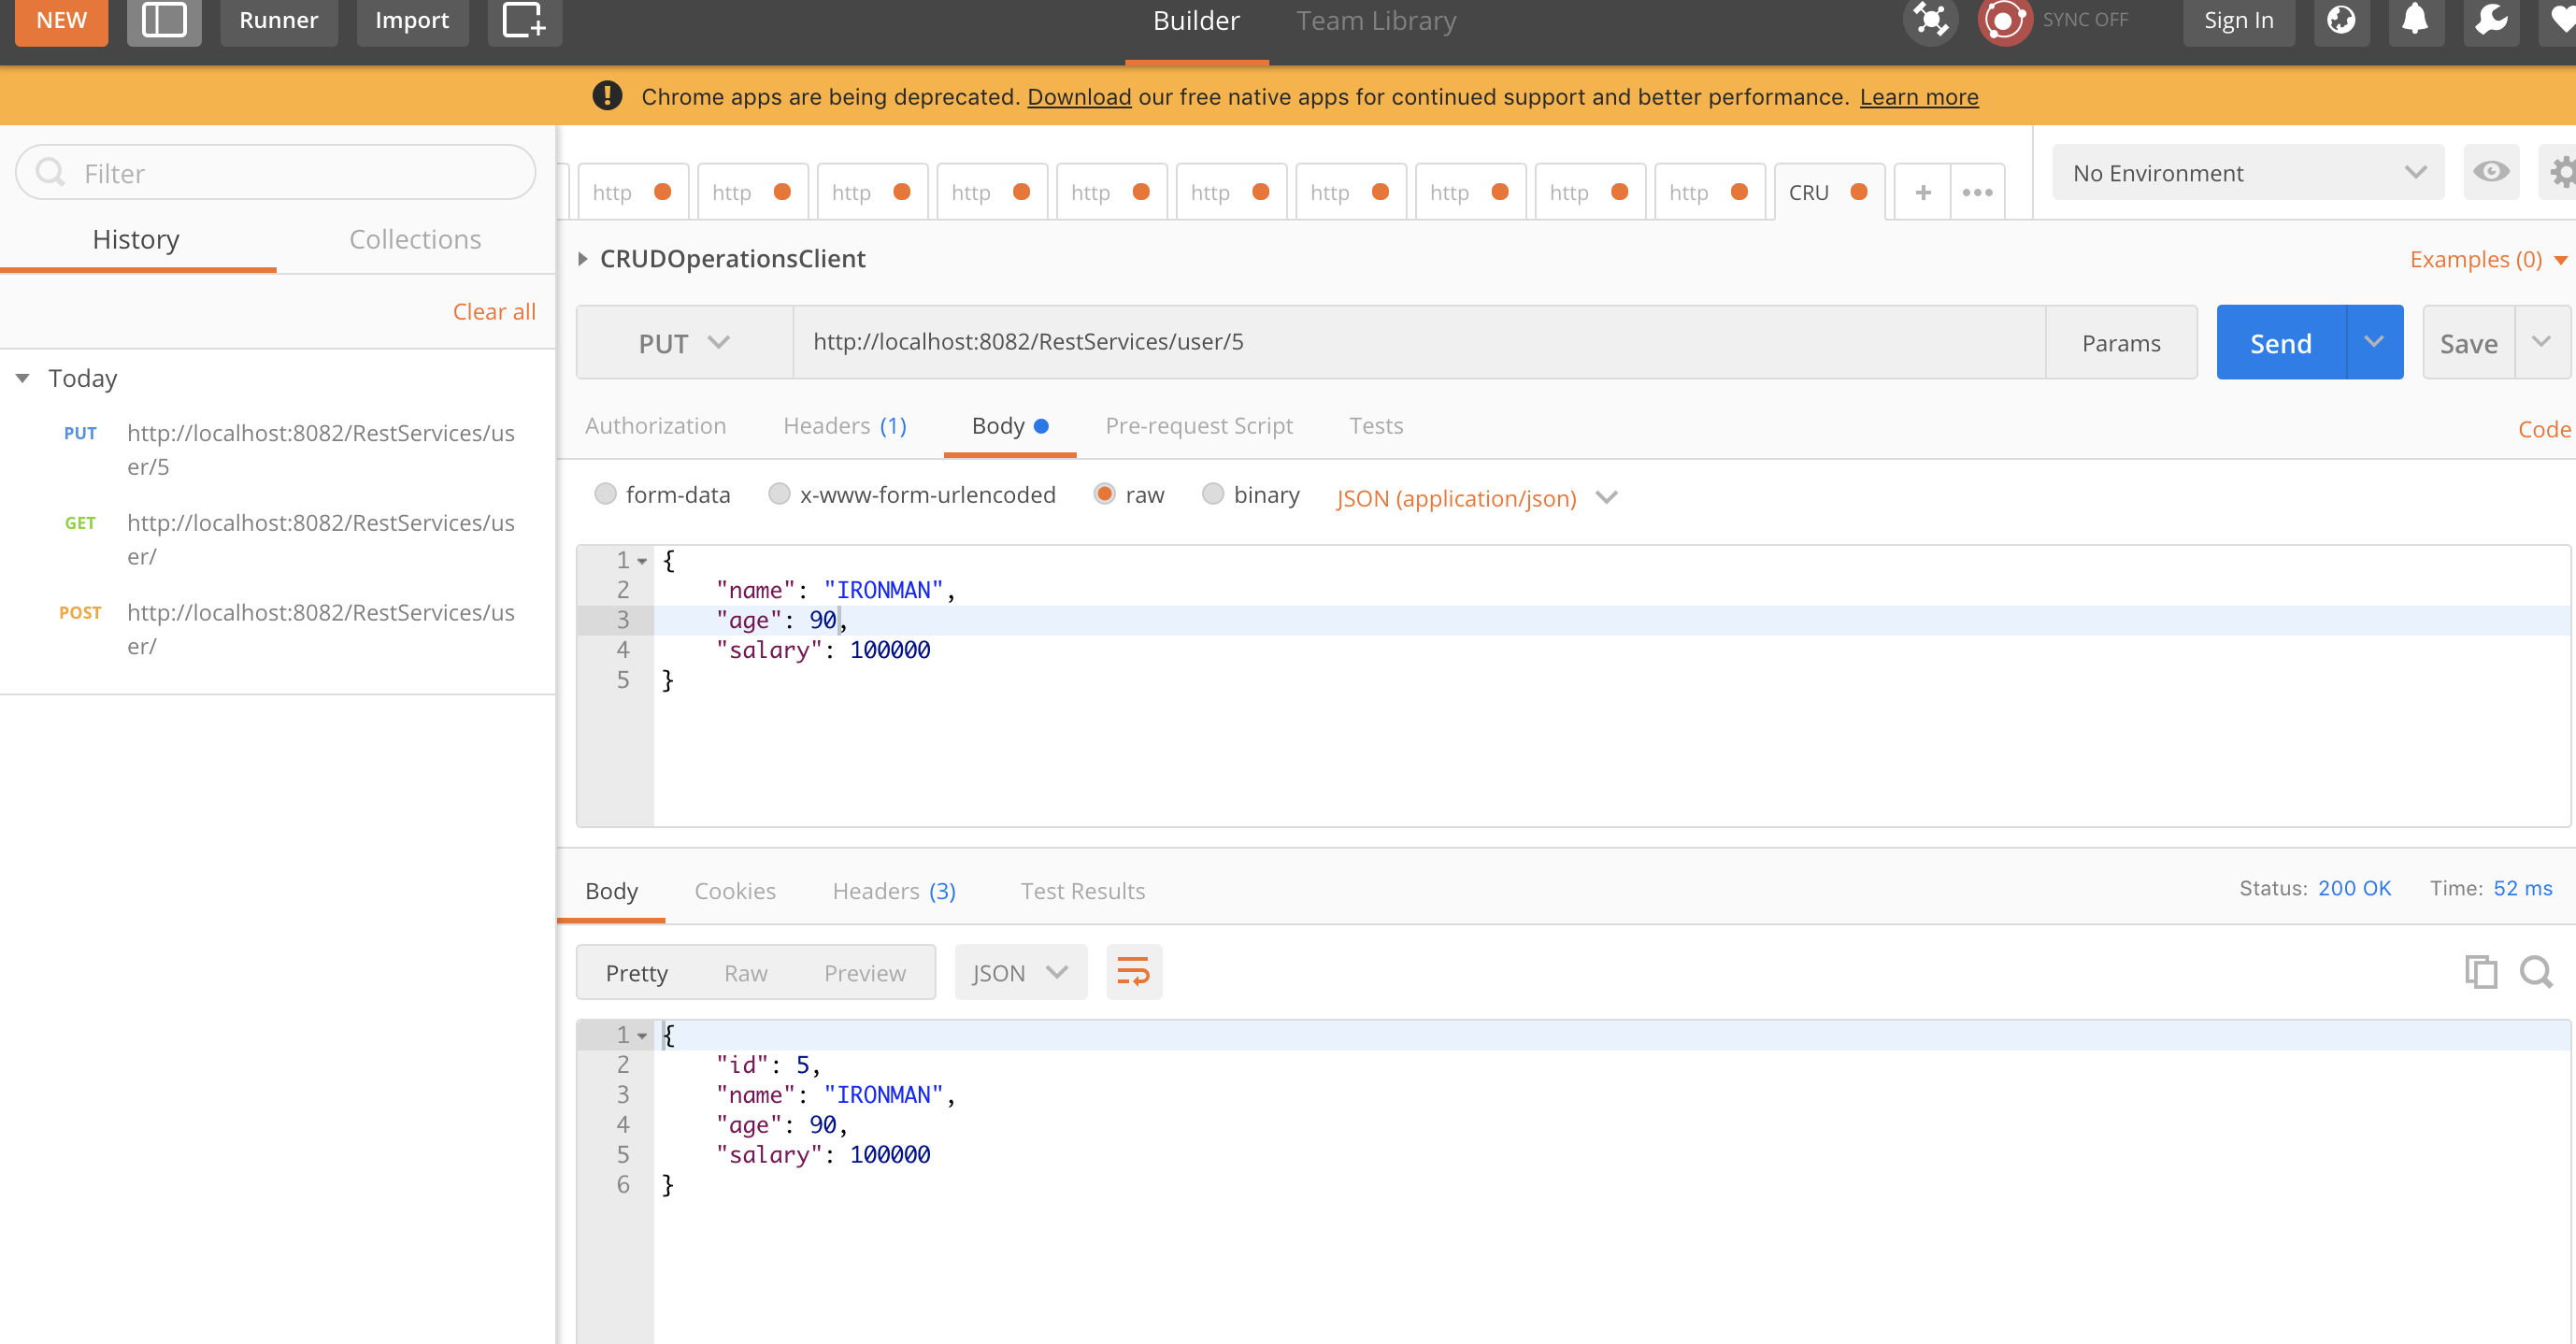 NEW
Runner
Import
Builder
Team Library
SYNC OFF
Sign In
! Chrome apps are being deprecated. Download our free native apps for continued support and better performance. Learn more
Filter
History
Collections
Clear all
Today
PUT http://localhost:8082/RestServices/us
er/5
GET http://localhost:8082/RestServices/us
er/
POST http://localhost:8082/RestServices/us
er/
http
http
http
http
http
http
http
http
http
http
CRU
+
•••
No Environment
CRUDOperationsClient
Examples (0)
PUT
http://localhost:8082/RestServices/user/5
Params
Send
Save
Authorization
Headers (1)
Body
Pre-request Script
Tests
Code
form-data
x-www-form-urlencoded
raw
binary
JSON (application/json)
1 {
2 "name": "IRONMAN",
3 "age": 90,
4 "salary": 100000
5 }
Body
Cookies
Headers (3)
Test Results
Status: 200 OK
Time: 52 ms
Pretty
Raw
Preview
JSON
1 {
2 "id": 5,
3 "name": "IRONMAN",
4 "age": 90,
5 "salary": 100000
6 }